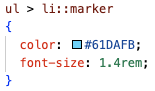 ul > li::marker
{
  color: #61DAFB;
  font-size: 1.4rem;
}